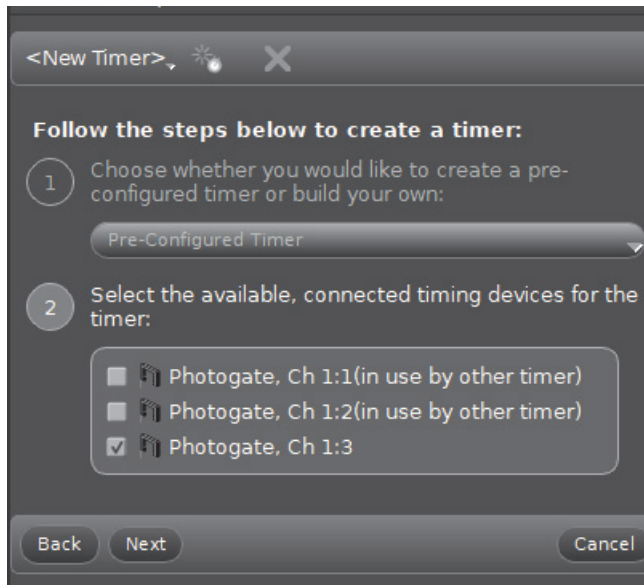 <New Timer>
Follow the steps below to create a timer:
1
Choose whether you would like to create a pre-
configured timer or build your own:
Pre-Configured Timer
2
Select the available, connected timing devices for the
timer:
Photogate, Ch 1:1(in use by other timer)
Photogate, Ch 1:2(in use by other timer)
Photogate, Ch 1:3
Back Next Cancel